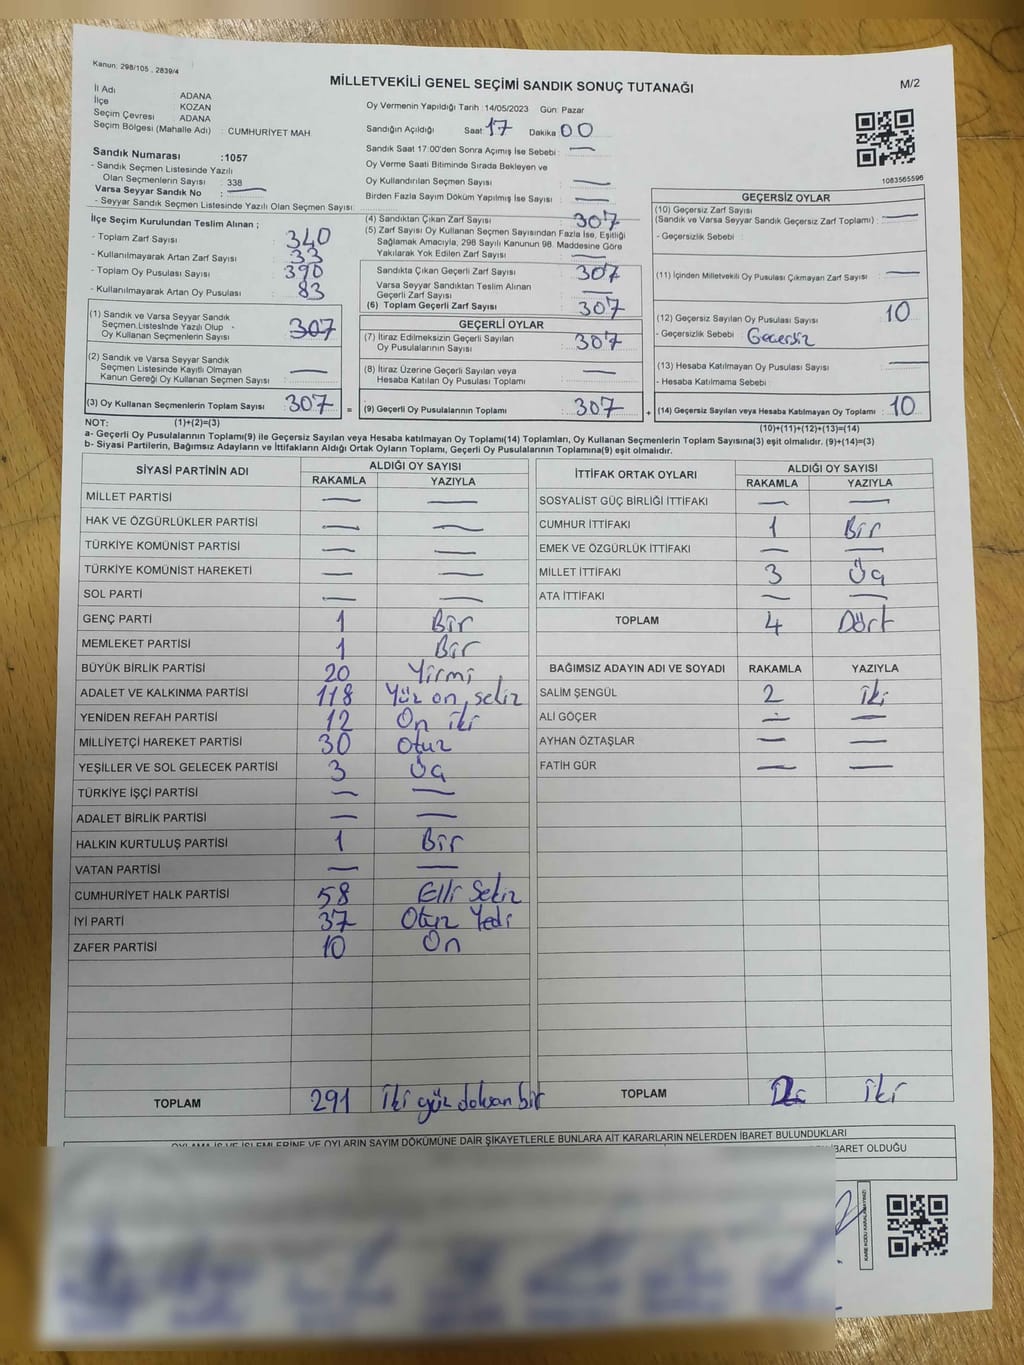 Kanun: 298/105 , 2839/4
MİLLETVEKİLİ GENEL SEÇİMİ SANDIK SONUÇ TUTANAĞI
M/2
İl Adı ADANA
İlçe KOZAN
Seçim Çevresi ADANA
Seçim Bölgesi (Mahalle Adı) : CUMHURİYET MAH
Oy Vermenin Yapıldığı Tarih :14/05/2023 Gün: Pazar
Sandığın Açıldığı Saat 17 Dakika 00
Sandık Saat 17:00'den Sonra Açımış İse Sebebi : —
Oy Verme Saati Bitiminde Sırada Bekleyen ve
Oy Kullandırılan Seçmen Sayısı —
Birden Fazla Sayım Döküm Yapılmış İse Sayısı —
1083565596
Sandık Numarası :1057
- Sandık Seçmen Listesinde Yazılı
Olan Seçmenlerin Sayısı : 338
Varsa Seyyar Sandık No : —
- Seyyar Sandık Seçmen Listesinde Yazılı Olan Seçmen Sayısı:
İlçe Seçim Kurulundan Teslim Alınan ;
- Toplam Zarf Sayısı 340
- Kullanılmayarak Artan Zarf Sayısı 33
- Toplam Oy Pusulası Sayısı 390
- Kullanılmayarak Artan Oy Pusulası 83
(1) Sandık ve Varsa Seyyar Sandık
Seçmen Listesinde Yazılı Olup
Oy Kullanan Seçmenlerin Sayısı 307
(2) Sandık ve Varsa Seyyar Sandık
Seçmen Listesinde Kayıtlı Olmayan
Kanun Gereği Oy Kullanan Seçmen Sayısı —
(3) Oy Kullanan Seçmenlerin Toplam Sayısı 307 =
(4) Sandıktan Çıkan Zarf Sayısı 307
(5) Zarf Sayısı Oy Kullanan Seçmen Sayısından Fazla İse, Eşitliği
Sağlamak Amacıyla, 298 Sayılı Kanunun 98. Maddesine Göre
Yakılarak Yok Edilen Zarf Sayısı —
Sandıkta Çıkan Geçerli Zarf Sayısı 307
Varsa Seyyar Sandıktan Teslim Alınan
Geçerli Zarf Sayısı —
(6) Toplam Geçerli Zarf Sayısı 307
GEÇERLİ OYLAR
(7) İtiraz Edilmeksizin Geçerli Sayılan
Oy Pusulalarının Sayısı 307
(8) İtiraz Üzerine Geçerli Sayılan veya
Hesaba Katılan Oy Pusulası Toplamı —
(9) Geçerli Oy Pusulalarının Toplamı 307 +
GEÇERSİZ OYLAR
(10) Geçersiz Zarf Sayısı
(Sandık ve Varsa Seyyar Sandık Geçersiz Zarf Toplamı) : —
- Geçersizlik Sebebi :
(11) İçinden Milletvekili Oy Pusulası Çıkmayan Zarf Sayısı : —
(12) Geçersiz Sayılan Oy Pusulası Sayısı : 10
- Geçersizlik Sebebi Geçersiz
(13) Hesaba Katılmayan Oy Pusulası Sayısı —
- Hesaba Katılmama Sebebi
(14) Geçersiz Sayılan veya Hesaba Katılmayan Oy Toplamı : 10
NOT: (1)+(2)=(3) (10)+(11)+(12)+(13)=(14)
a- Geçerli Oy Pusulalarının Toplamı(9) ile Geçersiz Sayılan veya Hesaba katılmayan Oy Toplamı(14) Toplamları, Oy Kullanan Seçmenlerin Toplam Sayısına(3) eşit olmalıdır. (9)+(14)=(3)
b- Siyasi Partilerin, Bağımsız Adayların ve İttifakların Aldığı Ortak Oyların Toplamı, Geçerli Oy Pusulalarının Toplamına(9) eşit olmalıdır.
SİYASİ PARTİNİN ADI ALDIĞI OY SAYISI
RAKAMLA YAZIYLA
MİLLET PARTİSİ — —
HAK VE ÖZGÜRLÜKLER PARTİSİ — —
TÜRKİYE KOMÜNİST PARTİSİ — —
TÜRKİYE KOMÜNİST HAREKETİ — —
SOL PARTİ — —
GENÇ PARTİ 1 Bir
MEMLEKET PARTİSİ 1 Bir
BÜYÜK BİRLİK PARTİSİ 20 Yirmi
ADALET VE KALKINMA PARTİSİ 118 Yüz on sekiz
YENİDEN REFAH PARTİSİ 12 On iki
MİLLİYETÇİ HAREKET PARTİSİ 30 Otuz
YEŞİLLER VE SOL GELECEK PARTİSİ 3 Üç
TÜRKİYE İŞÇİ PARTİSİ — —
ADALET BİRLİK PARTİSİ — —
HALKIN KURTULUŞ PARTİSİ 1 Bir
VATAN PARTİSİ — —
CUMHURİYET HALK PARTİSİ 58 Elli Sekiz
İYİ PARTİ 37 Otuz Yedi
ZAFER PARTİSİ 10 On
TOPLAM 291 iki yüz doksan bir
İTTİFAK ORTAK OYLARI ALDIĞI OY SAYISI
RAKAMLA YAZIYLA
SOSYALİST GÜÇ BİRLİĞİ İTTİFAKI — —
CUMHUR İTTİFAKI 1 Bir
EMEK VE ÖZGÜRLÜK İTTİFAKI — —
MİLLET İTTİFAKI 3 Üç
ATA İTTİFAKI — —
TOPLAM 4 Dört
BAĞIMSIZ ADAYIN ADI VE SOYADI RAKAMLA YAZIYLA
SALİM ŞENGÜL 2 iki
ALİ GÖÇER — —
AYHAN ÖZTAŞLAR — —
FATİH GÜR — —
TOPLAM 2 iki
OYLAMA İŞ VE İŞLEMLERİNE VE OYLARIN SAYIM DÖKÜMÜNE DAİR ŞİKAYETLERLE BUNLARA AİT KARARLARIN NELERDEN İBARET BULUNDUKLARI
İBARET OLDUĞU
KARE KODU KARALAMAYINIZ!